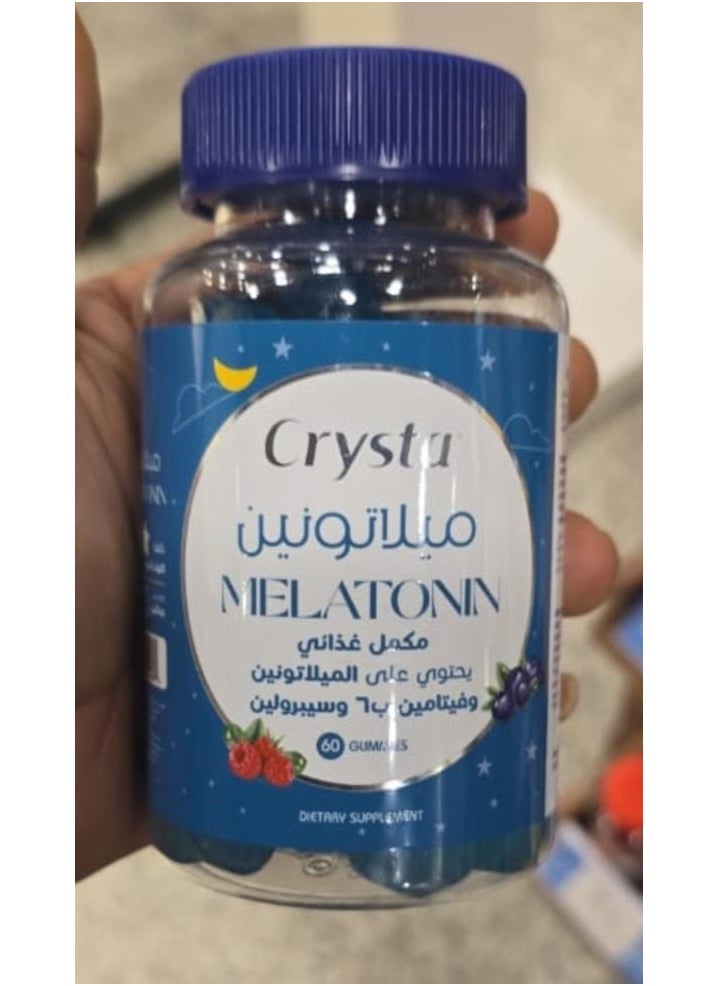 Crysta
ميلاتونين
MELATONIN
مكمل غذائي
يحتوي على الميلاتونين
وفيتامين ب٦ وسيبرولين
60 GUMMIES
DIETARY SUPPLEMENT